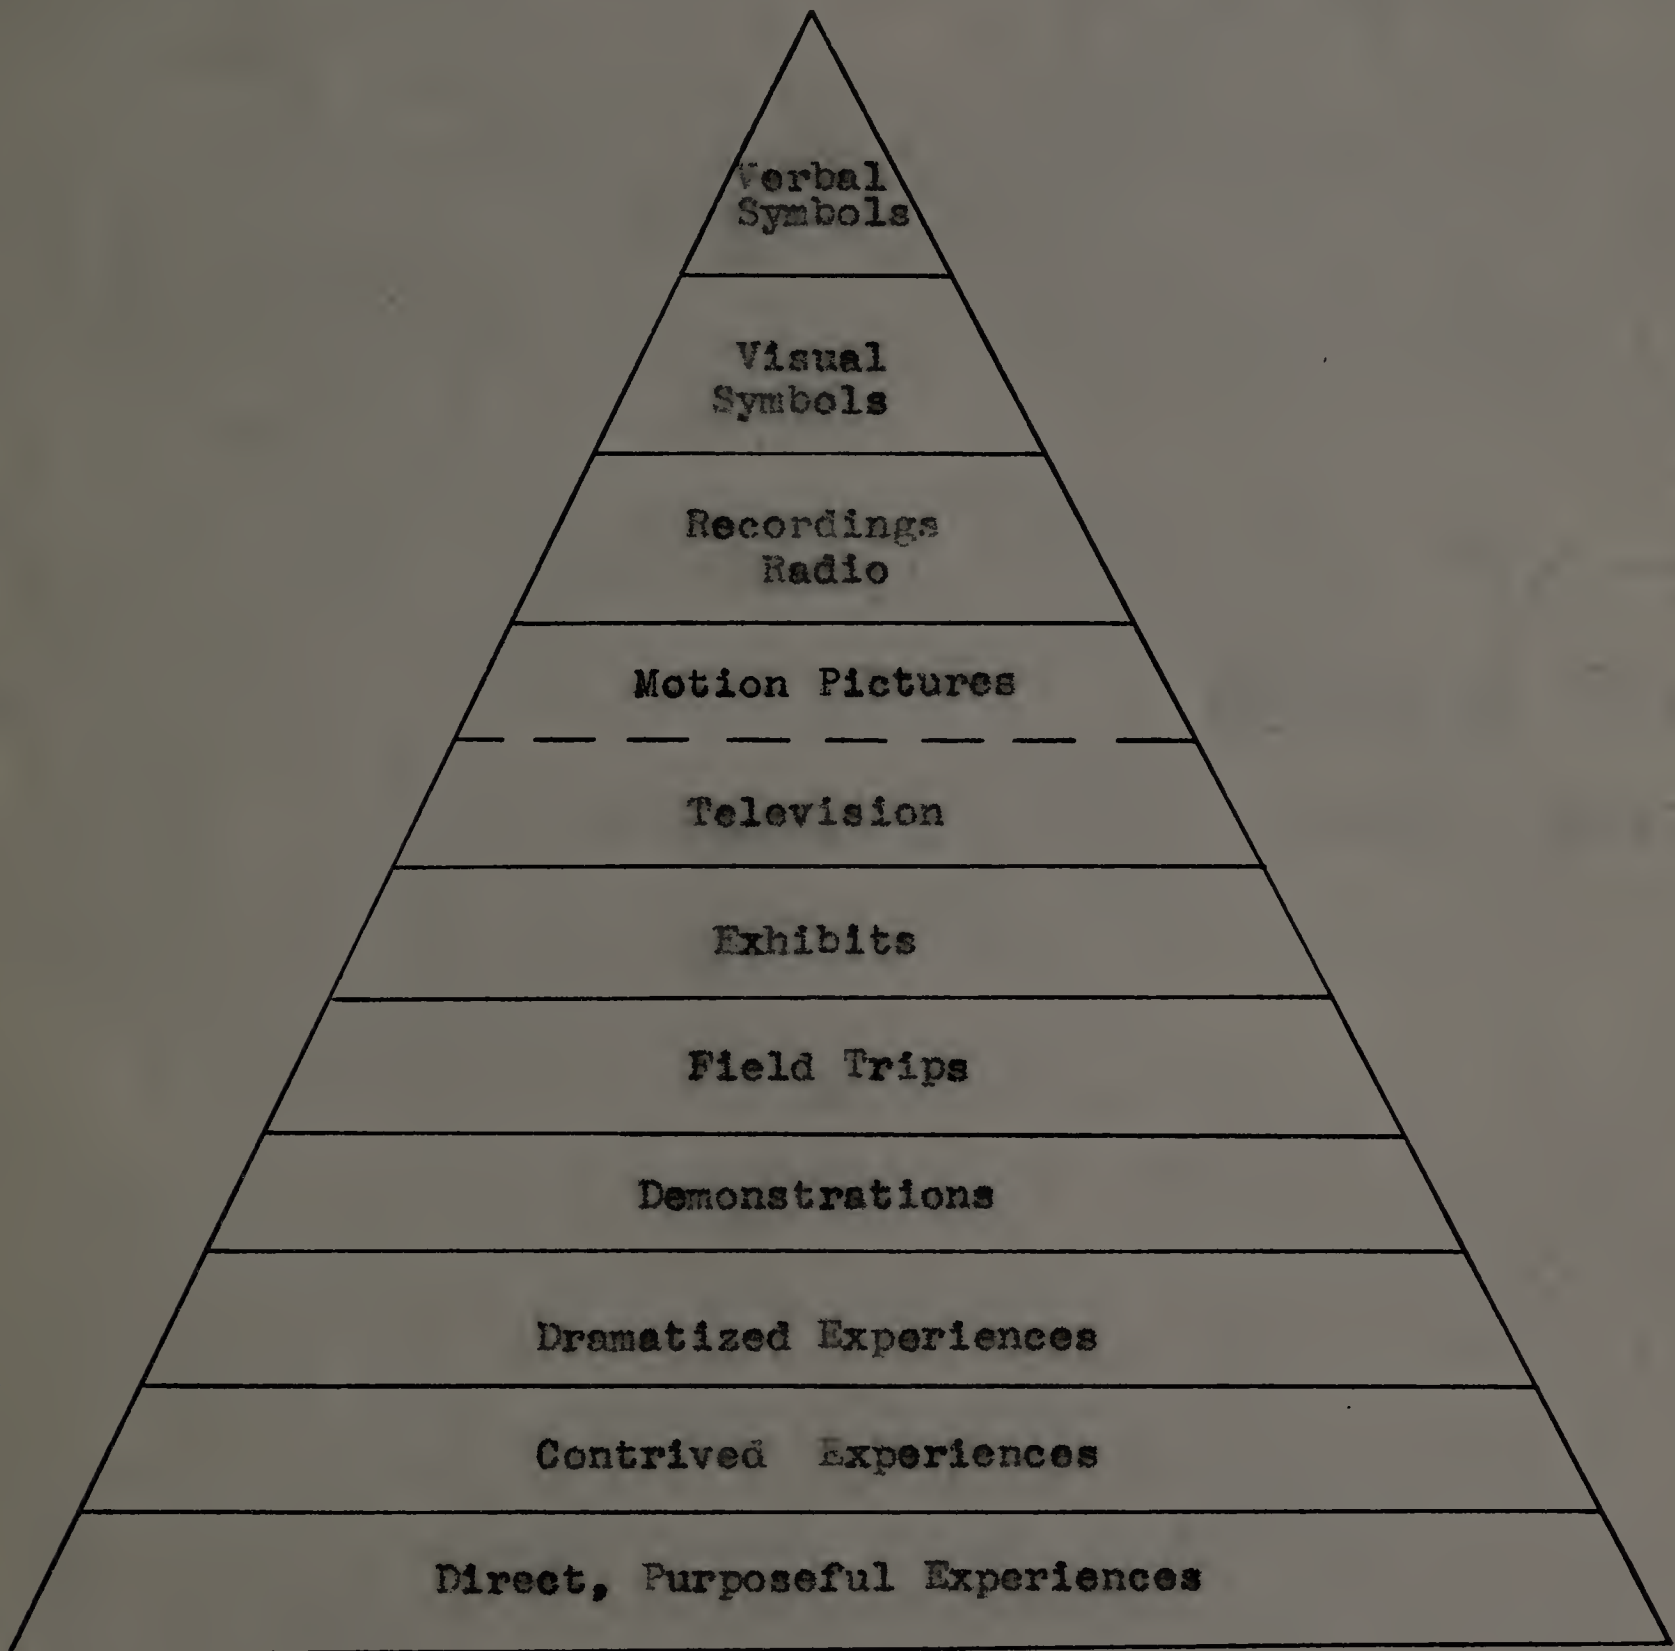 Verbal
Symbols
Visual
Symbols
Recordings
Radio
Motion Pictures
Television
Exhibits
Field Trips
Demonstrations
Dramatized Experiences
Contrived Experiences
Direct, Purposeful Experiences